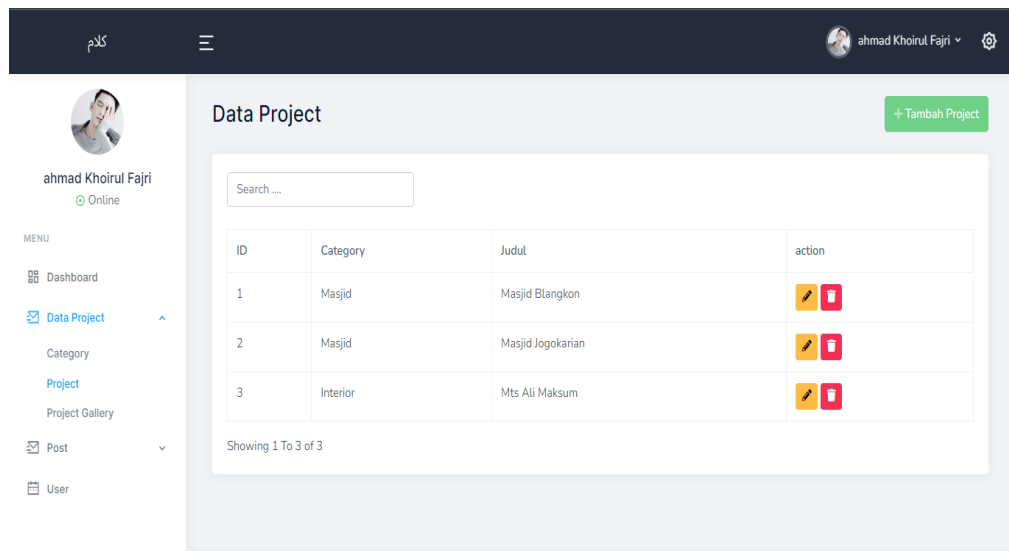 كلام
ahmad Khoirul Fajri
ahmad Khoirul Fajri
Online
MENU
Dashboard
Data Project
Category
Project
Project Gallery
Post
User
Data Project
+ Tambah Project
Search ....
ID Category Judul action
1 Masjid Masjid Blangkon
2 Masjid Masjid Jogokarian
3 Interior Mts Ali Maksum
Showing 1 To 3 of 3